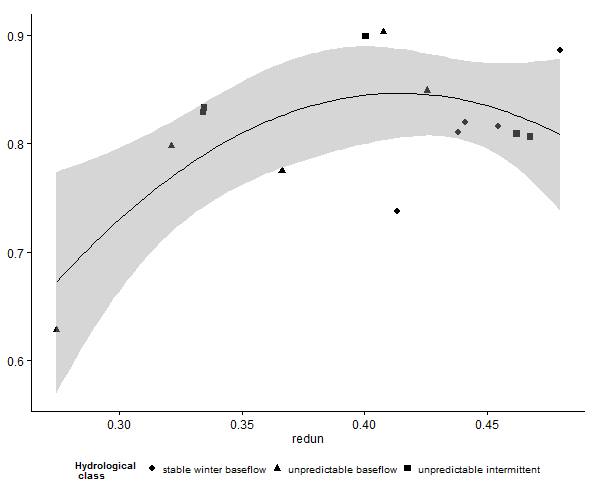 0.9
0.8
0.7
0.6
0.30 0.35 0.40 0.45
redun
Hydrological
class
stable winter baseflow unpredictable baseflow unpredictable intermittent